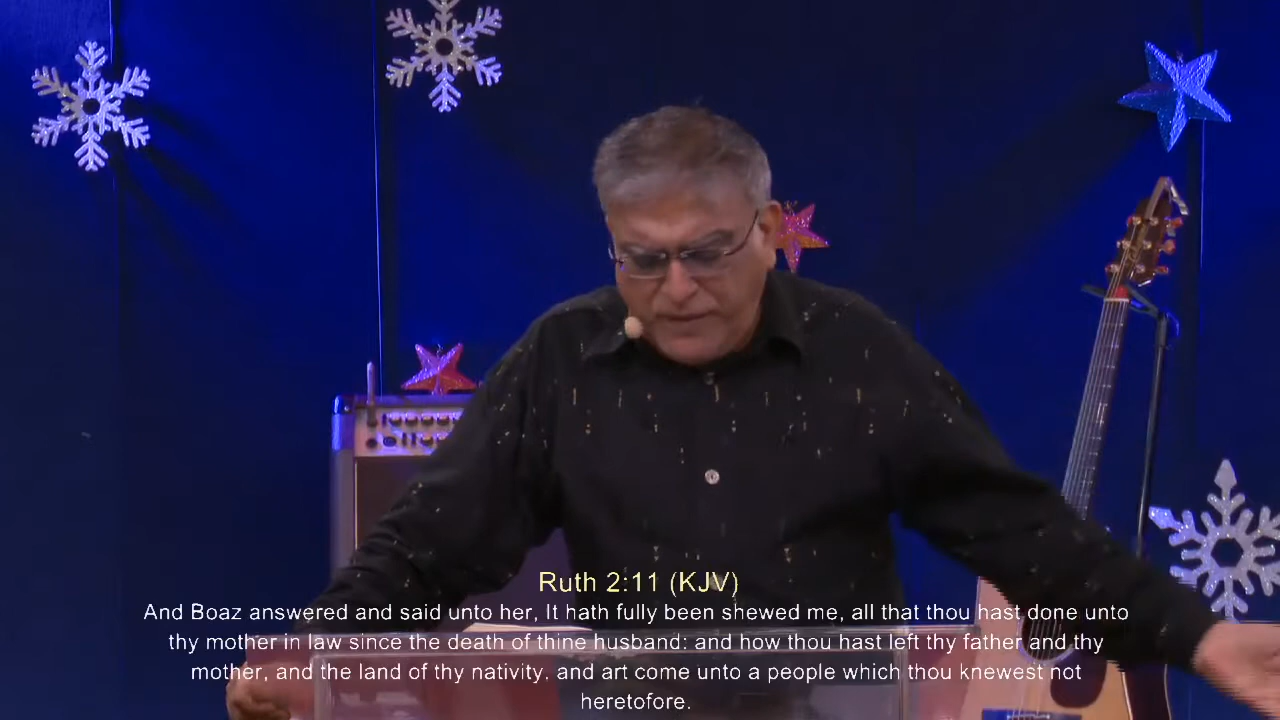 Ruth 2:11 (KJV)
And Boaz answered and said unto her, It hath fully been shewed me, all that thou hast done unto
thy mother in law since the death of thine husband: and how thou hast left thy father and thy
mother, and the land of thy nativity, and art come unto a people which thou knewest not
heretofore.